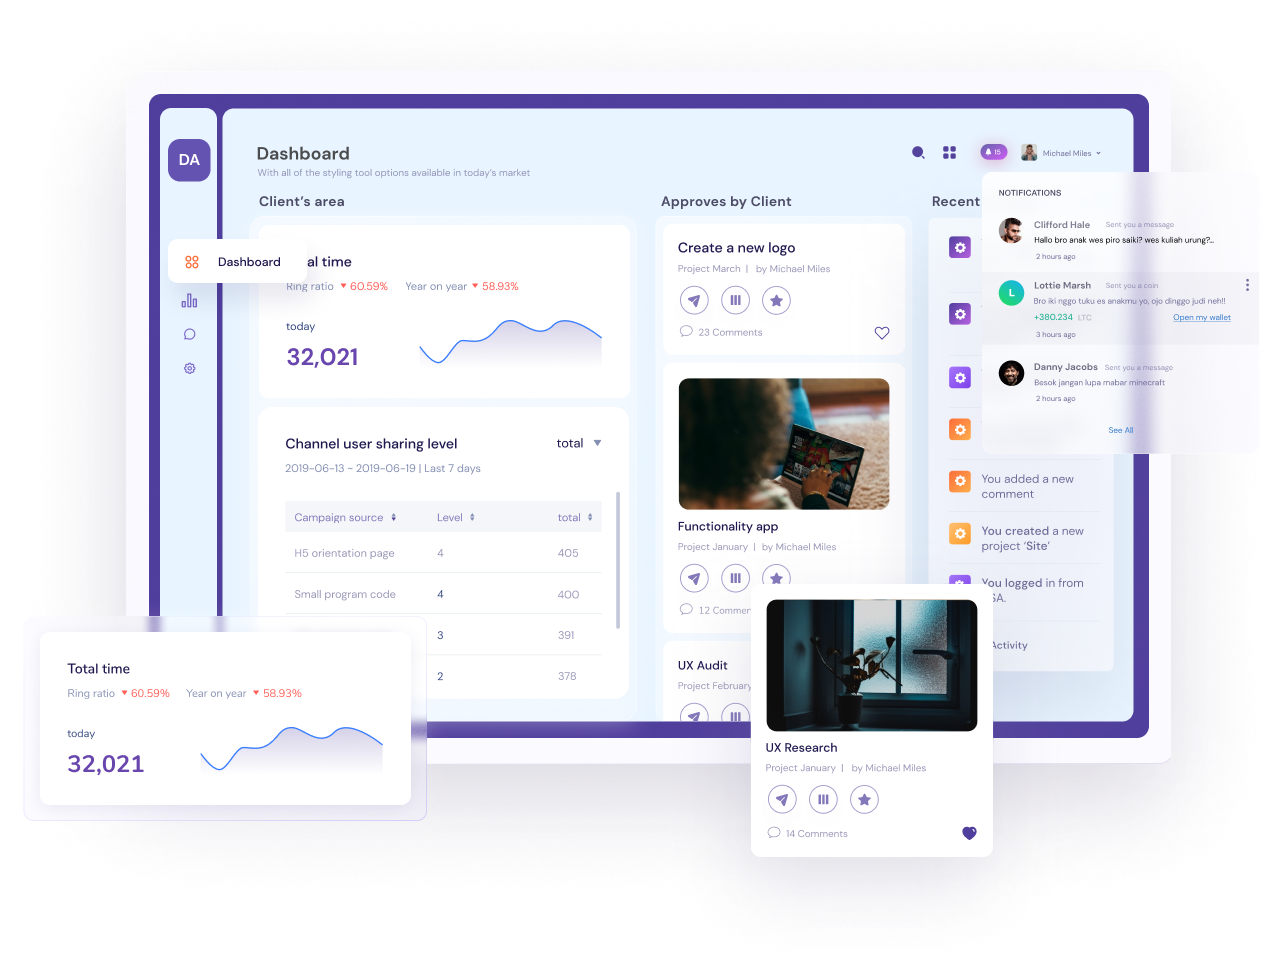 DA
Dashboard
With all of the styling tool options available in today's market
15
Michael Miles
Client's area
Approves by Client
Recent
Dashboard
al time
Ring ratio 60.59% Year on year 58.93%
today
32,021
Channel user sharing level
total
2019-06-13 ~ 2019-06-19 | Last 7 days
Campaign source Level total
H5 orientation page 4 405
Small program code 4 400
3 391
2 378
Total time
Ring ratio 60.59% Year on year 58.93%
today
32,021
Create a new logo
Project March | by Michael Miles
23 Comments
Functionality app
Project January | by Michael Miles
12 Commen
UX Audit
Project February
UX Research
Project January | by Michael Miles
14 Comments
NOTIFICATIONS
Clifford Hale Sent you a message
Hallo bro anak wes piro saiki? wes kuliah urung?...
2 hours ago
L
Lottie Marsh Sent you a coin
Bro iki nggo tuku es anakmu yo, ojo dinggo judi neh!!
+380.234 LTC Open my wallet
3 hours ago
Danny Jacobs Sent you a message
Besok jangan lupa mabar minecraft
2 hours ago
See All
You added a new
comment
You created a new
project ‘Site’
You logged in from
SA.
Activity